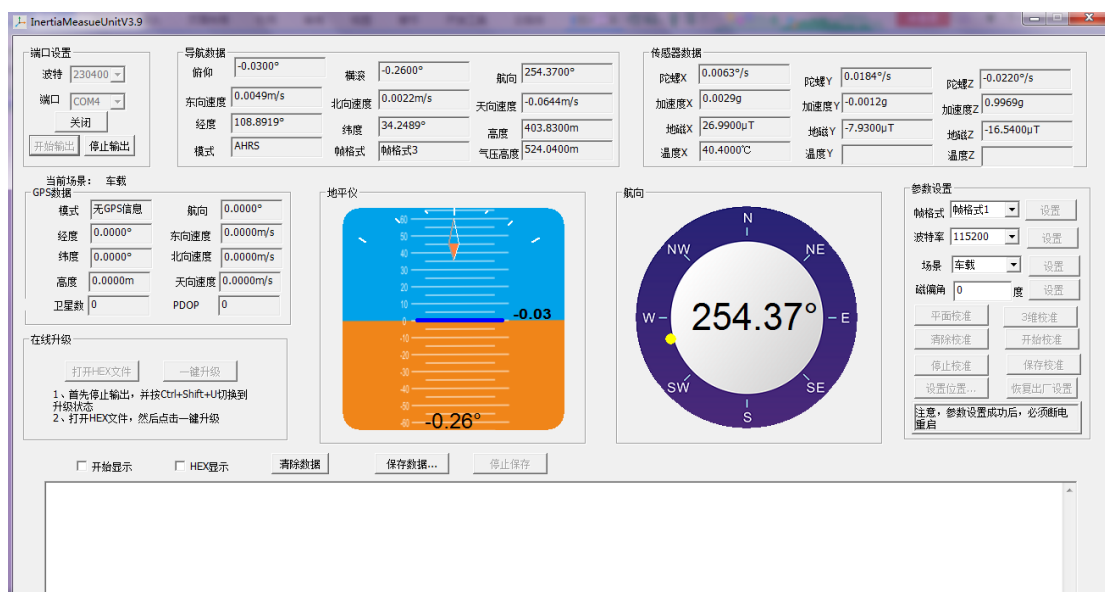 InertiaMeasueUnitV3.9
端口设置
波特 230400
端口 COM4
关闭
开始输出 停止输出
导航数据
俯仰 -0.0300° 横滚 -0.2600° 航向 254.3700°
东向速度 0.0049m/s 北向速度 0.0022m/s 天向速度 -0.0644m/s
经度 108.8919° 纬度 34.2489° 高度 403.8300m
模式 AHRS 帧格式 帧格式3 气压高度 524.0400m
传感器数据
陀螺X 0.0063°/s 陀螺Y 0.0184°/s 陀螺Z -0.0220°/s
加速度X 0.0029g 加速度Y -0.0012g 加速度Z 0.9969g
地磁X 26.9900μT 地磁Y -7.9300μT 地磁Z -16.5400μT
温度X 40.4000℃ 温度Y 温度Z
当前场景： 车载
GPS数据
模式 无GPS信息 航向 0.0000°
经度 0.0000° 东向速度 0.0000m/s
纬度 0.0000° 北向速度 0.0000m/s
高度 0.0000m 天向速度 0.0000m/s
卫星数 0 PDOP 0
在线升级
打开HEX文件 一键升级
1、首先停止输出，并按Ctrl+Shift+U切换到
升级状态
2、打开HEX文件，然后点击一键升级
地平仪
60
50
40
30
20
10
0
-0.03
-10
-20
-30
-40
-50
-60
-0.26°
航向
N
NW NE
W 254.37° E
SW SE
S
参数设置
帧格式 帧格式1 设置
波特率 115200 设置
场景 车载 设置
磁偏角 0 度 设置
平面校准 3维校准
清除校准 开始校准
停止校准 保存校准
设置位置... 恢复出厂设置
注意，参数设置成功后，必须断电
重启
开始显示 HEX显示 清除数据 保存数据... 停止保存